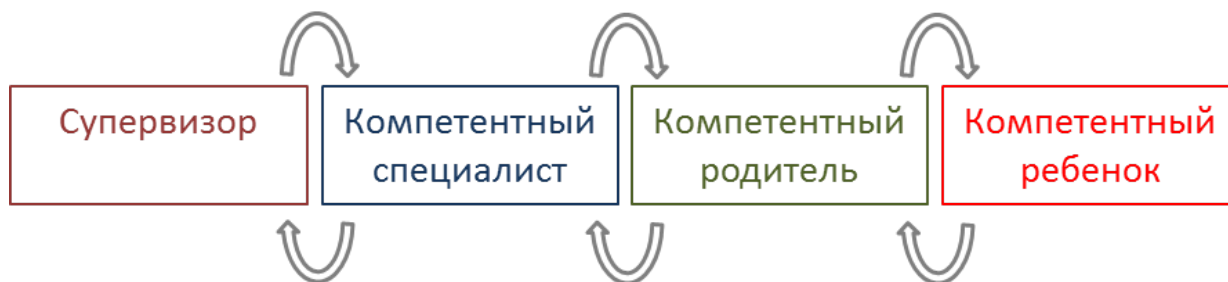 Супервизор
Компетентный
специалист
Компетентный
родитель
Компетентный
ребенок